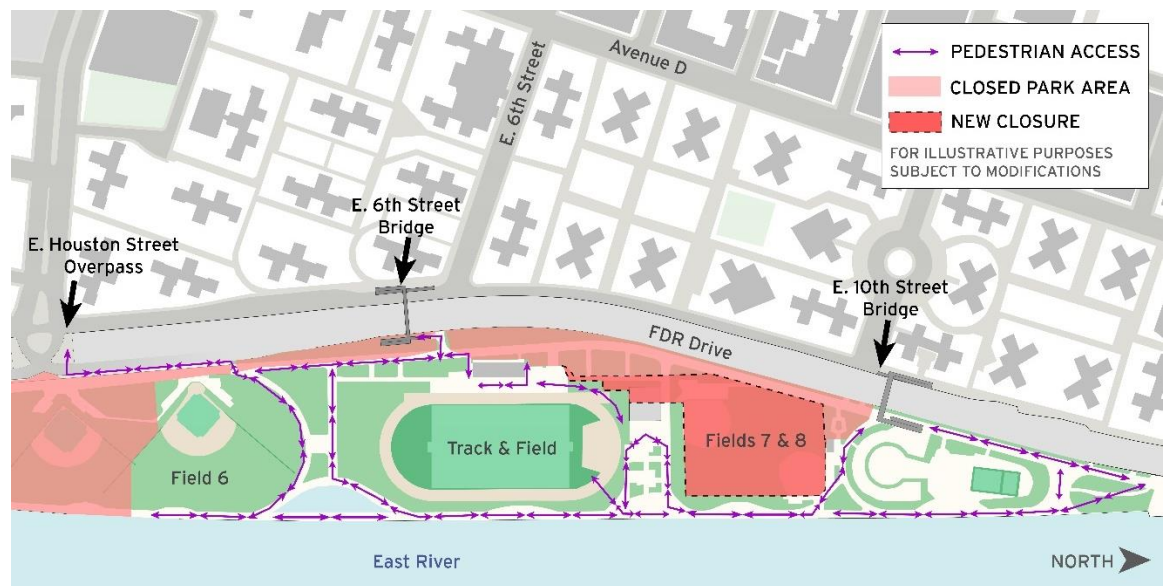 Avenue D
E. 6th Street
PEDESTRIAN ACCESS
CLOSED PARK AREA
NEW CLOSURE
FOR ILLUSTRATIVE PURPOSES
SUBJECT TO MODIFICATIONS
E. Houston Street
Overpass
E. 6th Street
Bridge
E. 10th Street
Bridge
FDR Drive
Field 6
Track & Field
Fields 7 & 8
East River
NORTH